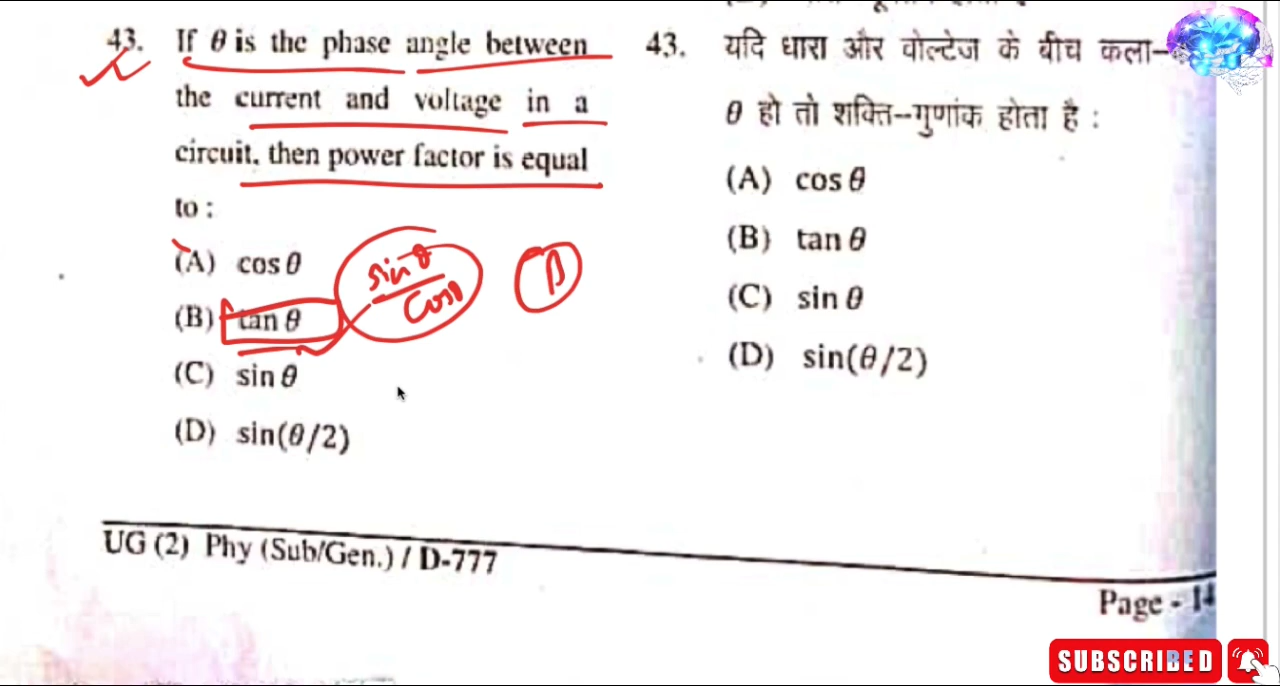 43. If θ is the phase angle between
the current and voltage in a
circuit, then power factor is equal
to :
(A) cos θ
(B) tan θ
sin θ
cos θ
B
(C) sin θ
(D) sin(θ/2)
43. यदि धारा और वोल्टेज के बीच कला-
θ हो तो शक्ति-गुणांक होता है :
(A) cos θ
(B) tan θ
(C) sin θ
(D) sin(θ/2)
UG (2) Phy (Sub/Gen.) / D-777
Page - 14
SUBSCRIBED